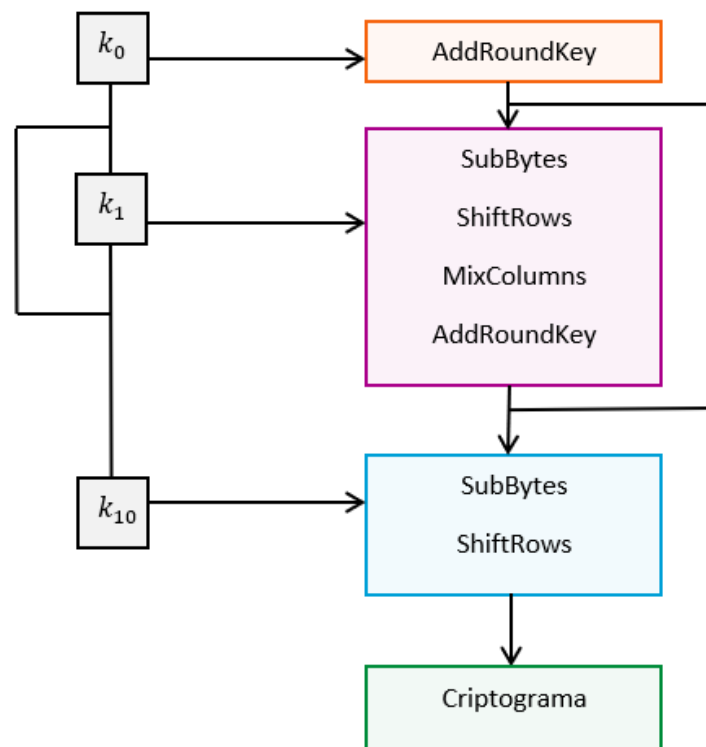 k₀
AddRoundKey
SubBytes
k₁
ShiftRows
MixColumns
AddRoundKey
k₁₀
SubBytes
ShiftRows
Criptograma